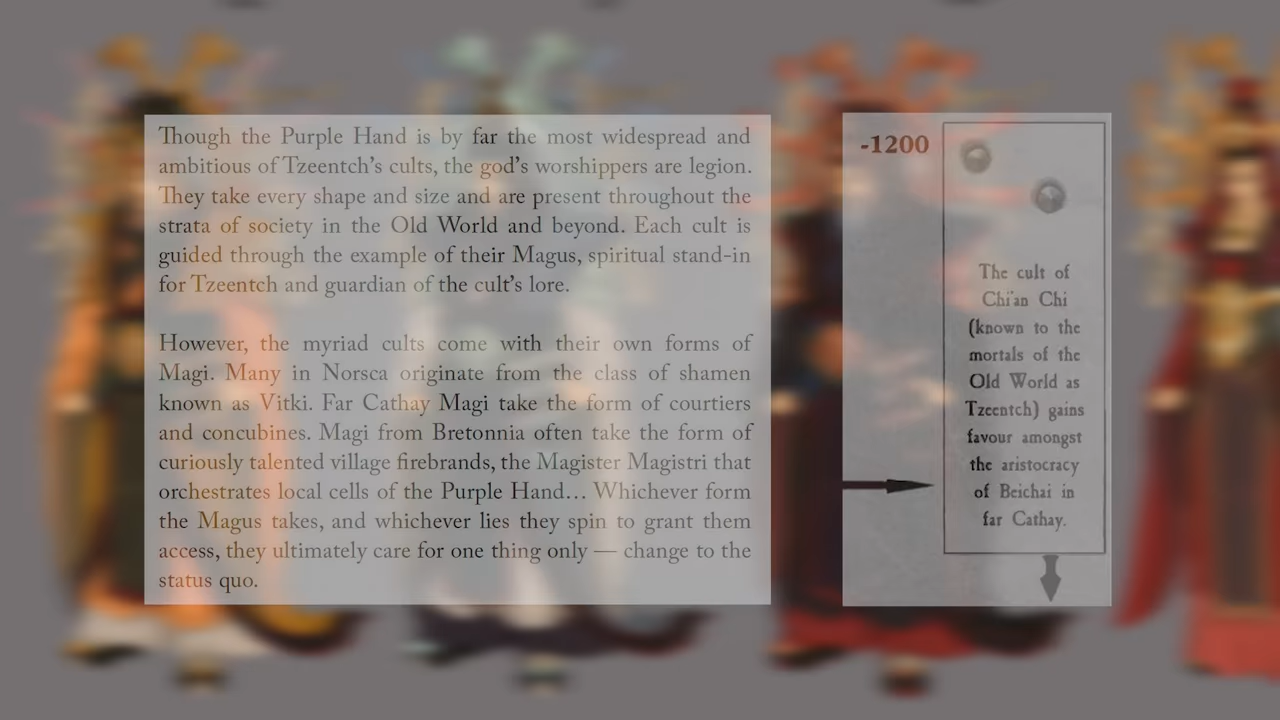 Though the Purple Hand is by far the most widespread and
ambitious of Tzeentch's cults, the god's worshippers are legion.
They take every shape and size and are present throughout the
strata of society in the Old World and beyond. Each cult is
guided through the example of their Magus, spiritual stand-in
for Tzeentch and guardian of the cult's lore.
However, the myriad cults come with their own forms of
Magi. Many in Norsca originate from the class of shamen
known as Vitki. Far Cathay Magi take the form of courtiers
and concubines. Magi from Bretonnia often take the form of
curiously talented village firebrands, the Magister Magistri that
orchestrates local cells of the Purple Hand… Whichever form
the Magus takes, and whichever lies they spin to grant them
access, they ultimately care for one thing only — change to the
status quo.
-1200
The cult of
Chi'an Chi
(known to the
mortals of the
Old World as
Tzeentch) gains
favour amongst
the aristocracy
of Beichai in
far Cathay.